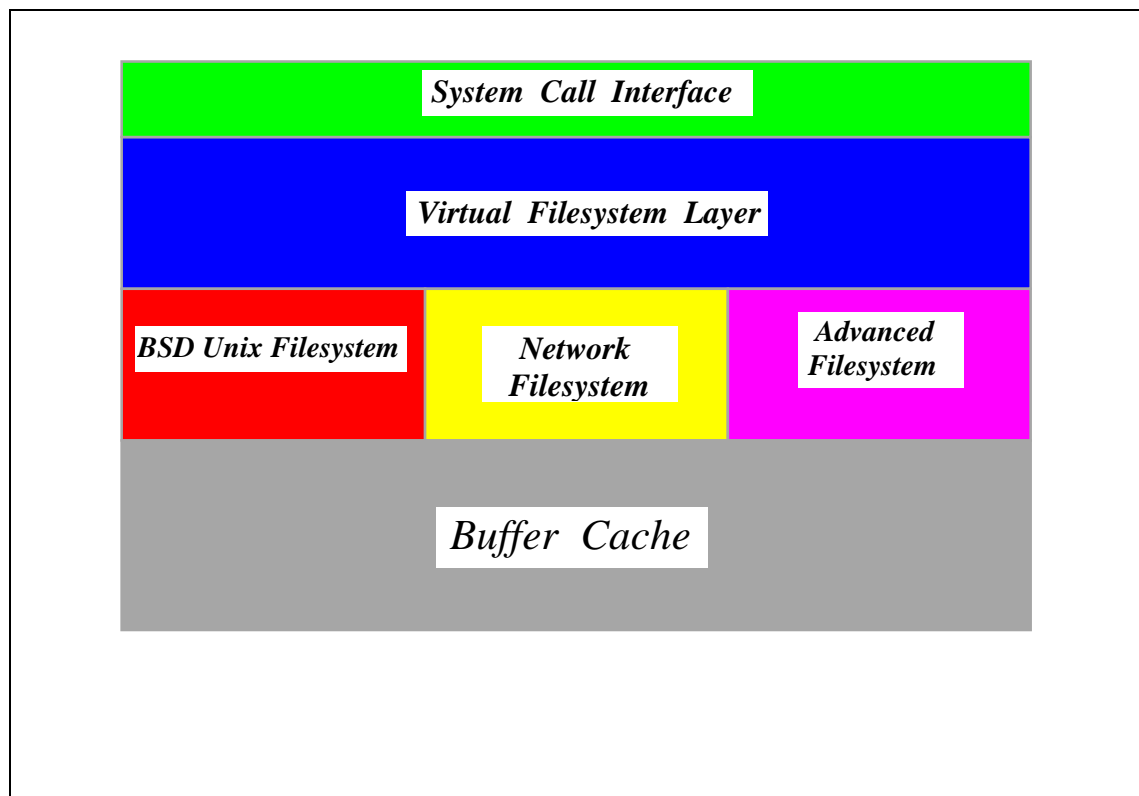 System Call Interface
Virtual Filesystem Layer
BSD Unix Filesystem
Network
Filesystem
Advanced
Filesystem
Buffer Cache